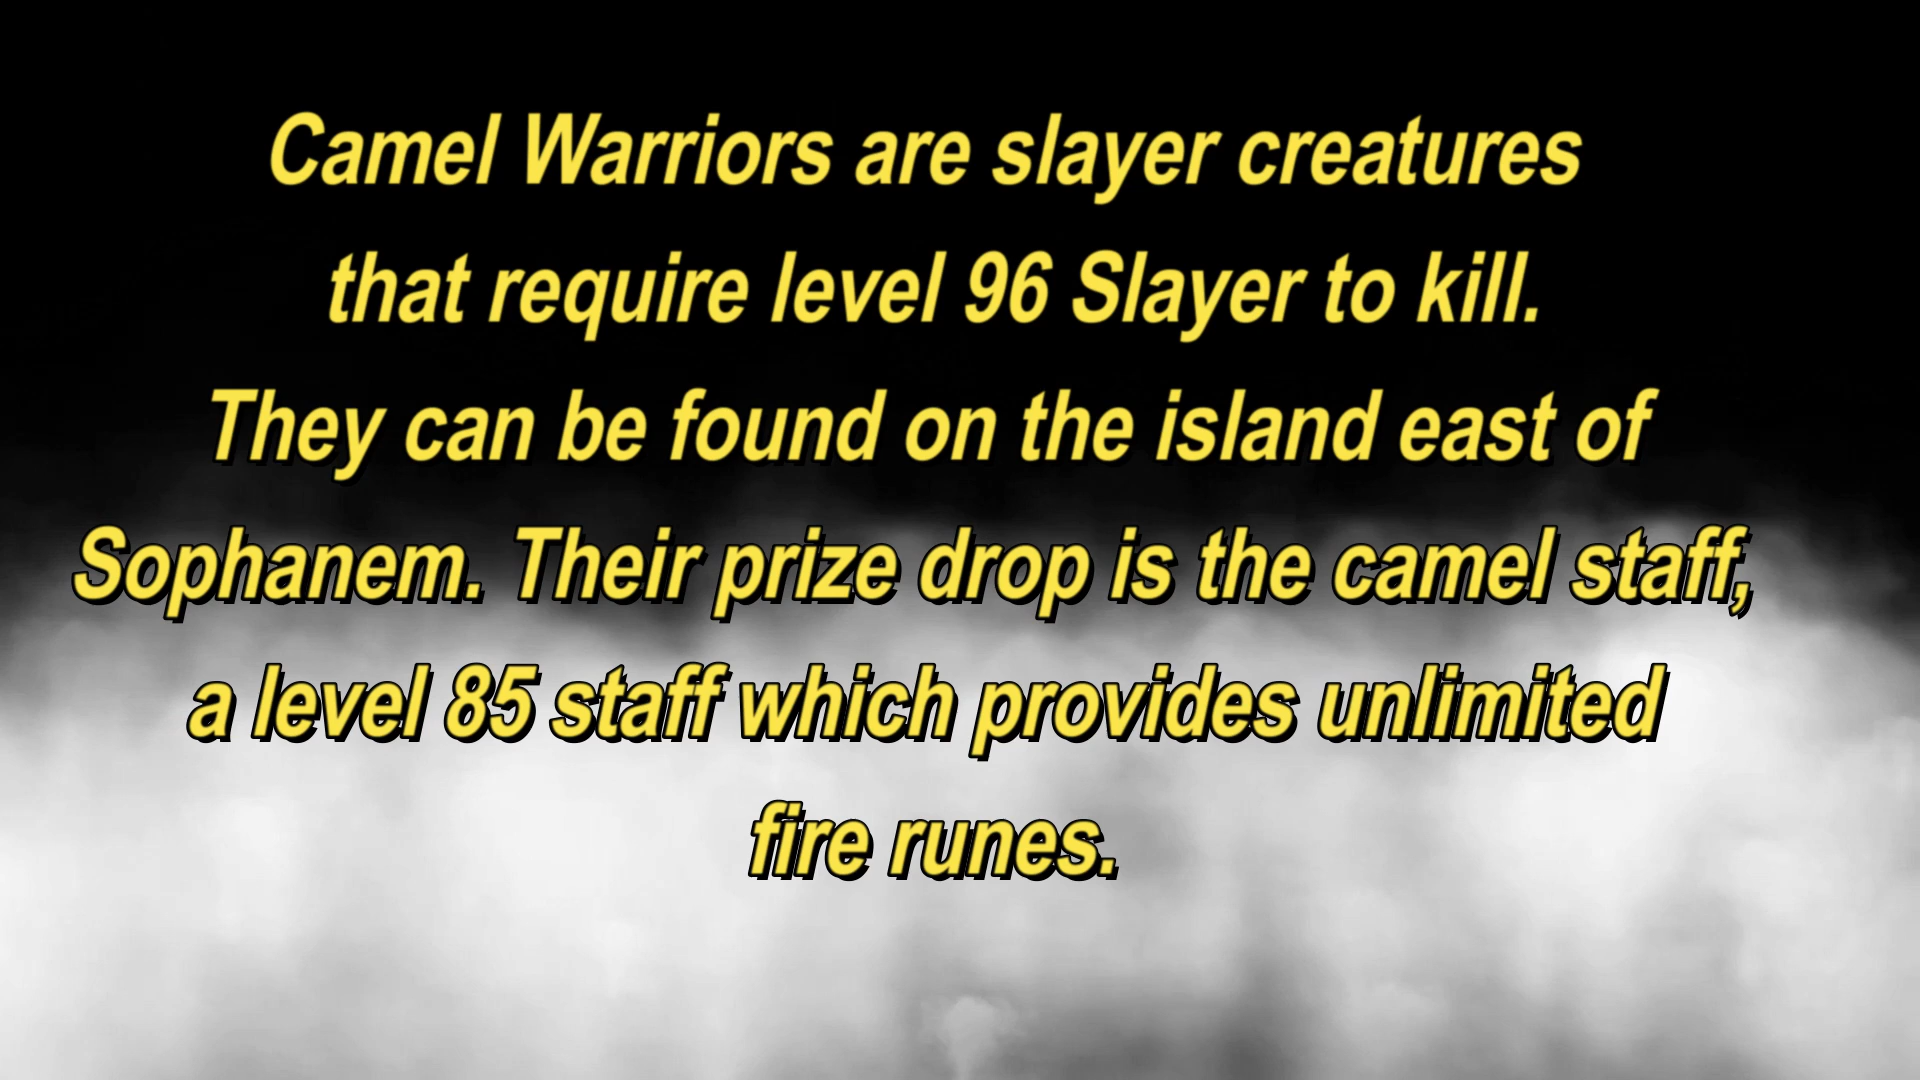 Camel Warriors are slayer creatures
that require level 96 Slayer to kill.
They can be found on the island east of
Sophanem. Their prize drop is the camel staff,
a level 85 staff which provides unlimited
fire runes.